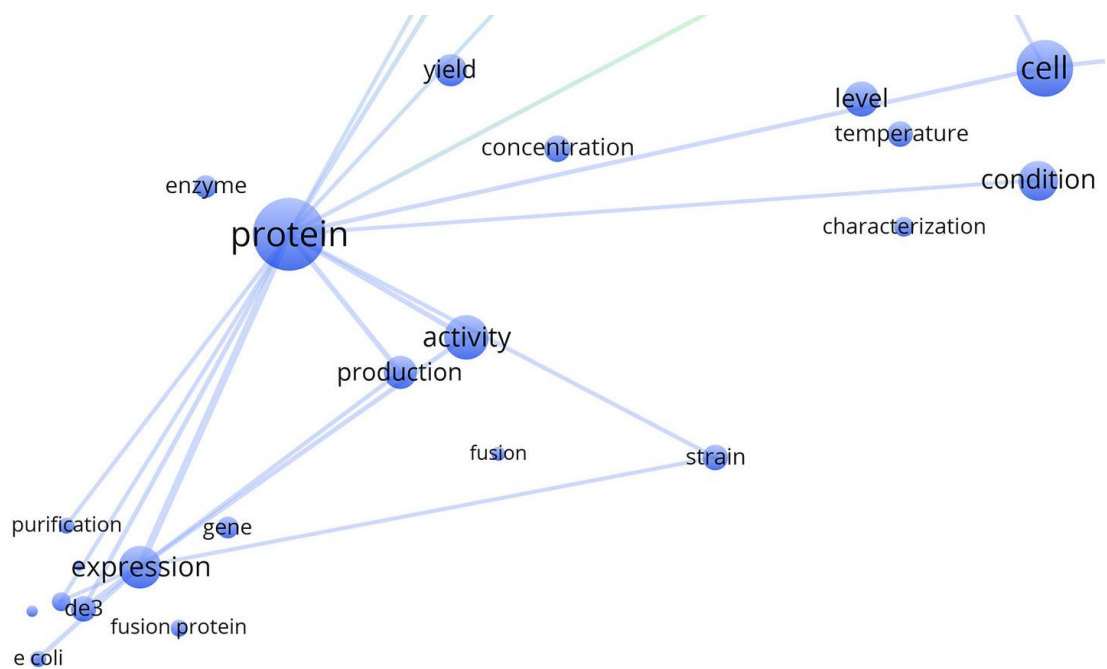 cell
yield
level
temperature
concentration
condition
enzyme
characterization
protein
activity
production
fusion
strain
purification
gene
expression
de3
fusion protein
e coli